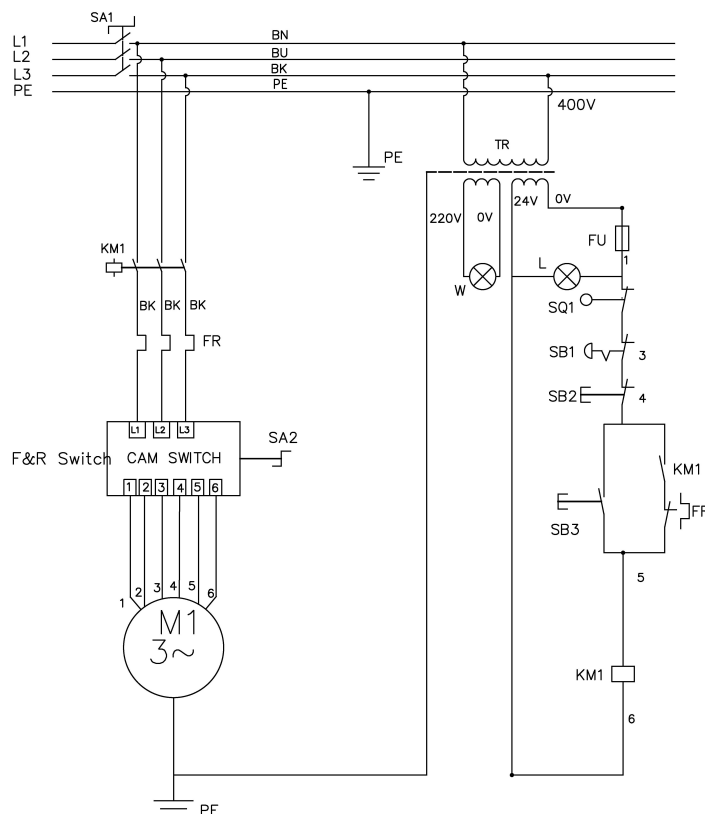 SA1
L1 BN
L2 BU
L3 BK
PE PE
400V
PE
TR
220V 0V 24V 0V
FU
1
KM1
W
L
SQ1
BK BK BK
FR
SB1
3
SB2
4
L1 L2 L3
SA2
F&R Switch CAM SWITCH
KM1
1 2 3 4 5 6
SB3
FR
1 2 3 4 5 6
5
M1
3~
KM1
6
PE